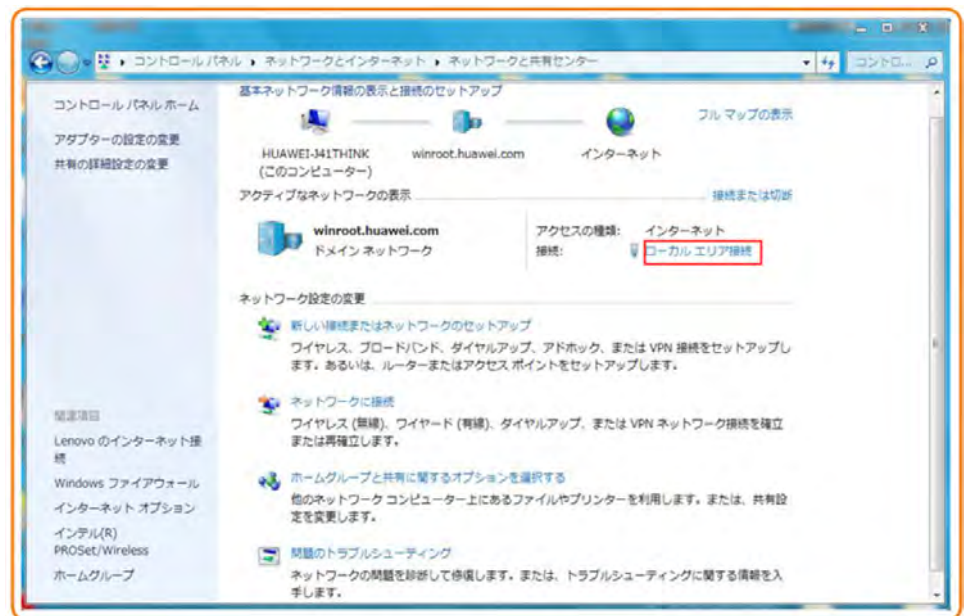 コントロール パネル ▸ ネットワークとインターネット ▸ ネットワークと共有センター
コントロ...
コントロール パネル ホーム
アダプターの設定の変更
共有の詳細設定の変更
基本ネットワーク情報の表示と接続のセットアップ
フル マップの表示
HUAWEI-J41THINK
(このコンピューター)
winroot.huawei.com
インターネット
アクティブなネットワークの表示
接続または切断
winroot.huawei.com
ドメイン ネットワーク
アクセスの種類: インターネット
接続: ローカル エリア接続
ネットワーク設定の変更
新しい接続またはネットワークのセットアップ
ワイヤレス、ブロードバンド、ダイヤルアップ、アドホック、または VPN 接続をセットアップし
ます。あるいは、ルーターまたはアクセス ポイントをセットアップします。
ネットワークに接続
ワイヤレス (無線)、ワイヤード (有線)、ダイヤルアップ、または VPN ネットワーク接続を確立
または再確立します。
ホームグループと共有に関するオプションを選択する
他のネットワーク コンピューター上にあるファイルやプリンターを利用します。または、共有設
定を変更します。
問題のトラブルシューティング
ネットワークの問題を診断して修復します。または、トラブルシューティングに関する情報を入
手します。
関連項目
Lenovo のインターネット接
続
Windows ファイアウォール
インターネット オプション
インテル(R)
PROSet/Wireless
ホームグループ